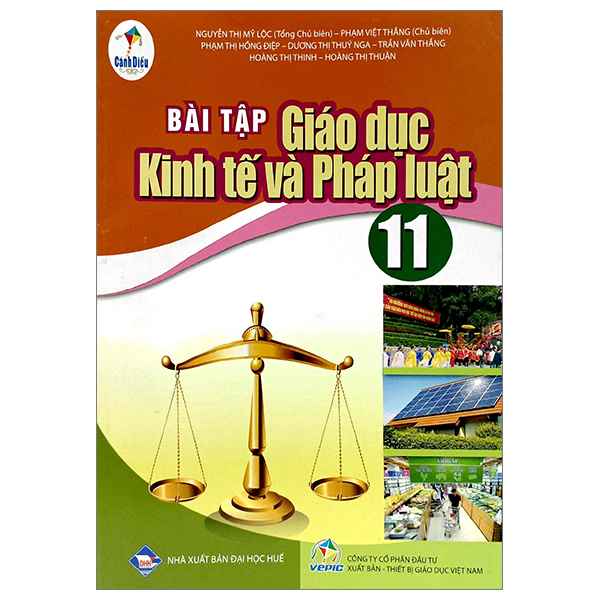 NGUYỄN THỊ MỸ LỘC (Tổng Chủ biên) – PHẠM VIỆT THẮNG (Chủ biên)
PHẠM THỊ HỒNG ĐIỆP – DƯƠNG THỊ THUÝ NGA – TRẦN VĂN THẮNG
HOÀNG THỊ THINH – HOÀNG THỊ THUẬN
Cánh Diều
BÀI TẬP Giáo dục
Kinh tế và Pháp luật
11
ĐHH
NHÀ XUẤT BẢN ĐẠI HỌC HUẾ
VEPIC
CÔNG TY CỔ PHẦN ĐẦU TƯ
XUẤT BẢN - THIẾT BỊ GIÁO DỤC VIỆT NAM